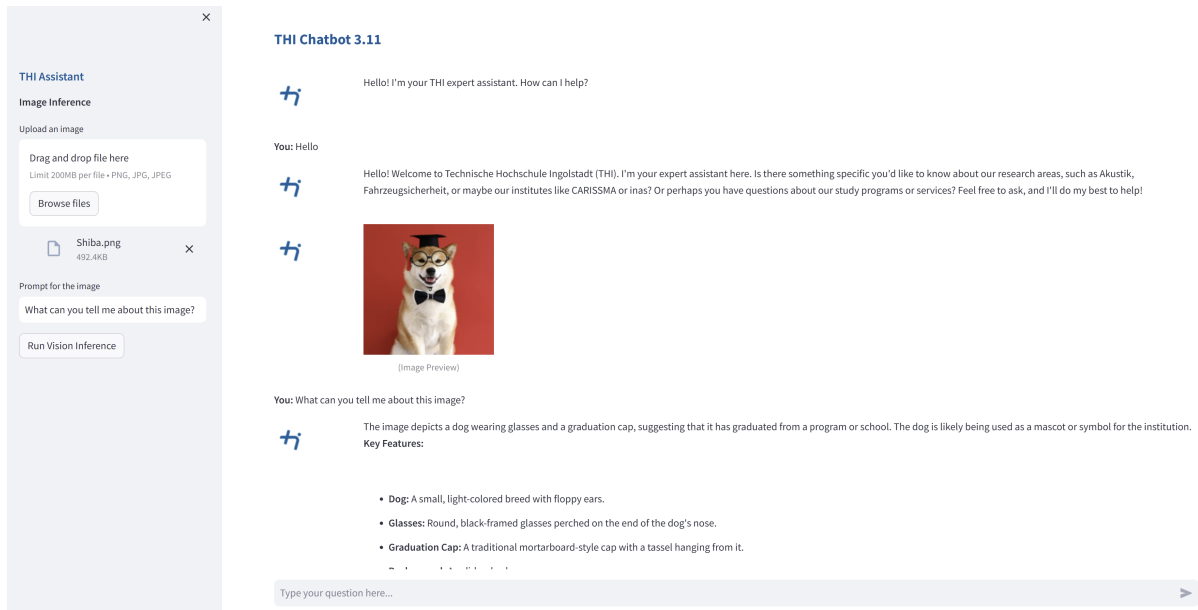 THI Assistant
Image Inference
Upload an image
Drag and drop file here
Limit 200MB per file • PNG, JPG, JPEG
Browse files
Shiba.png
492.4KB
Prompt for the image
What can you tell me about this image?
Run Vision Inference
THI Chatbot 3.11
Hello! I'm your THI expert assistant. How can I help?
You: Hello
Hello! Welcome to Technische Hochschule Ingolstadt (THI). I'm your expert assistant here. Is there something specific you'd like to know about our research areas, such as Akustik,
Fahrzeugsicherheit, or maybe our institutes like CARISSMA or inas? Or perhaps you have questions about our study programs or services? Feel free to ask, and I'll do my best to help!
(Image Preview)
You: What can you tell me about this image?
The image depicts a dog wearing glasses and a graduation cap, suggesting that it has graduated from a program or school. The dog is likely being used as a mascot or symbol for the institution.
Key Features:
• Dog: A small, light-colored breed with floppy ears.
• Glasses: Round, black-framed glasses perched on the end of the dog's nose.
• Graduation Cap: A traditional mortarboard-style cap with a tassel hanging from it.
Type your question here...